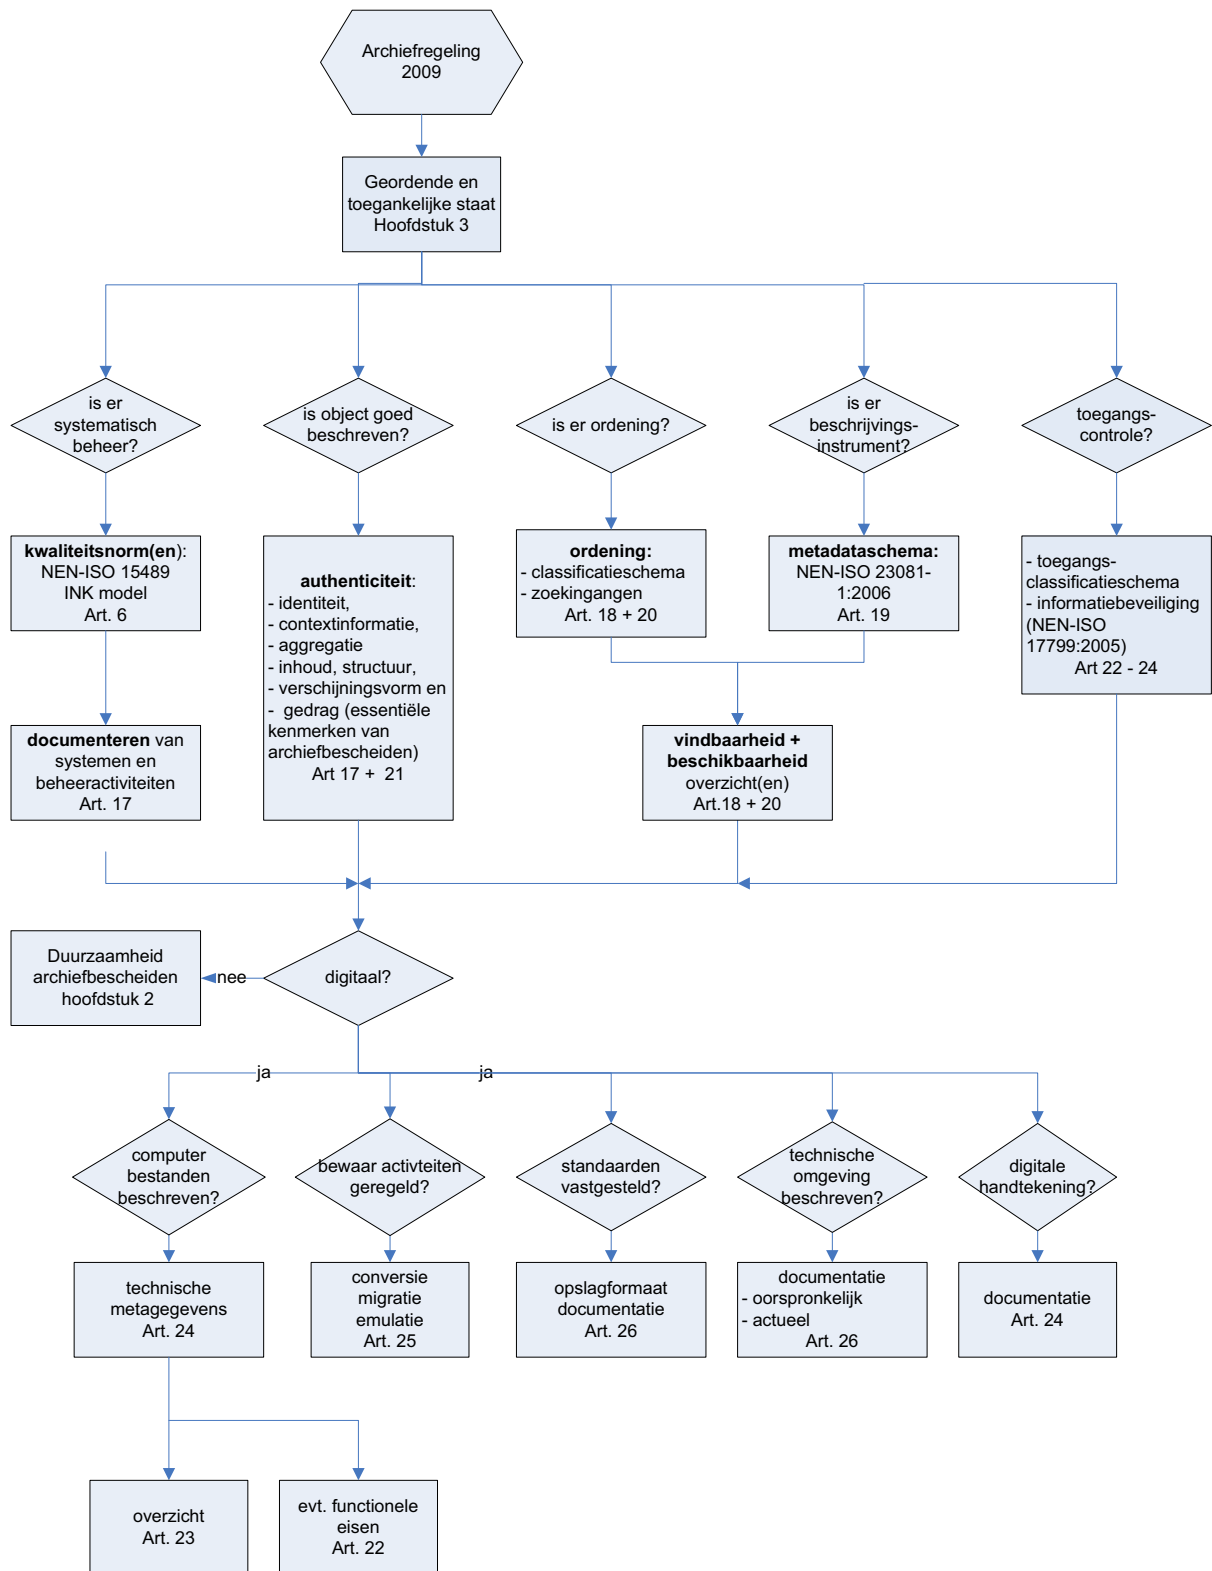 Archiefregeling
2009
Geordende en
toegankelijke staat
Hoofdstuk 3
is er
systematisch
beheer?
is object goed
beschreven?
is er ordening?
is er
beschrijvings-
instrument?
toegangs-
controle?
kwaliteitsnorm(en):
NEN-ISO 15489
INK model
Art. 6
authenticiteit:
- identiteit,
- contextinformatie,
- aggregatie
- inhoud, structuur,
- verschijningsvorm en
- gedrag (essentiële
kenmerken van
archiefbescheiden)
Art 17 + 21
ordening:
- classificatieschema
- zoekingangen
Art. 18 + 20
metadataschema:
NEN-ISO 23081-
1:2006
Art. 19
- toegangs-
classificatieschema
- informatiebeveiliging
(NEN-ISO
17799:2005)
Art 22 - 24
documenteren van
systemen en
beheeractiviteiten
Art. 17
vindbaarheid +
beschikbaarheid
overzicht(en)
Art.18 + 20
Duurzaamheid
archiefbescheiden
hoofdstuk 2
nee
digitaal?
ja
ja
computer
bestanden
beschreven?
bewaar activteiten
geregeld?
standaarden
vastgesteld?
technische
omgeving
beschreven?
digitale
handtekening?
technische
metagegevens
Art. 24
conversie
migratie
emulatie
Art. 25
opslagformaat
documentatie
Art. 26
documentatie
- oorspronkelijk
- actueel
Art. 26
documentatie
Art. 24
overzicht
Art. 23
evt. functionele
eisen
Art. 22